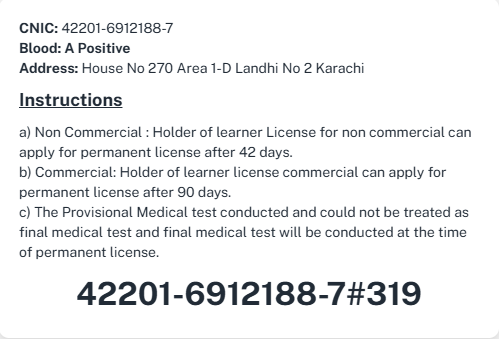 CNIC: 42201-6912188-7
Blood: A Positive
Address: House No 270 Area 1-D Landhi No 2 Karachi
Instructions
a) Non Commercial : Holder of learner License for non commercial can
apply for permanent license after 42 days.
b) Commercial: Holder of learner license commercial can apply for
permanent license after 90 days.
c) The Provisional Medical test conducted and could not be treated as
final medical test and final medical test will be conducted at the time
of permanent license.
42201-6912188-7#319